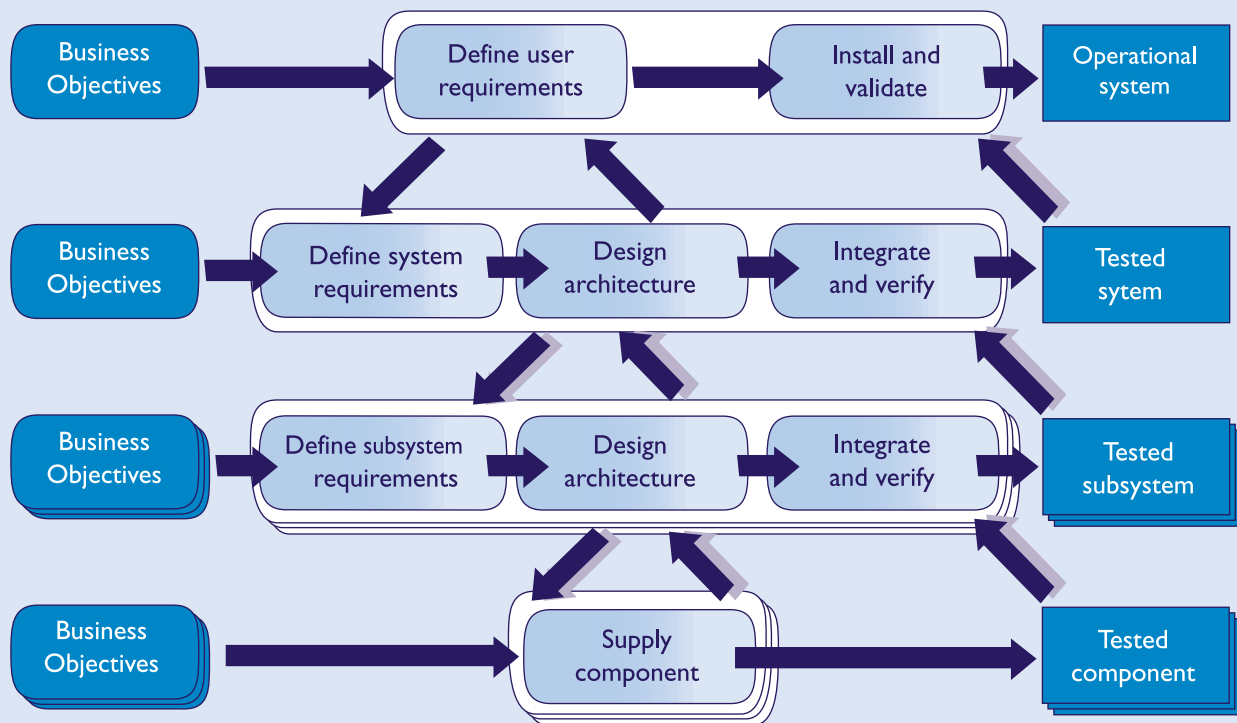 Business
Objectives
Define user
requirements
Install and
validate
Operational
system
Business
Objectives
Define system
requirements
Design
architecture
Integrate
and verify
Tested
sytem
Business
Objectives
Define subsystem
requirements
Design
architecture
Integrate
and verify
Tested
subsystem
Business
Objectives
Supply
component
Tested
component